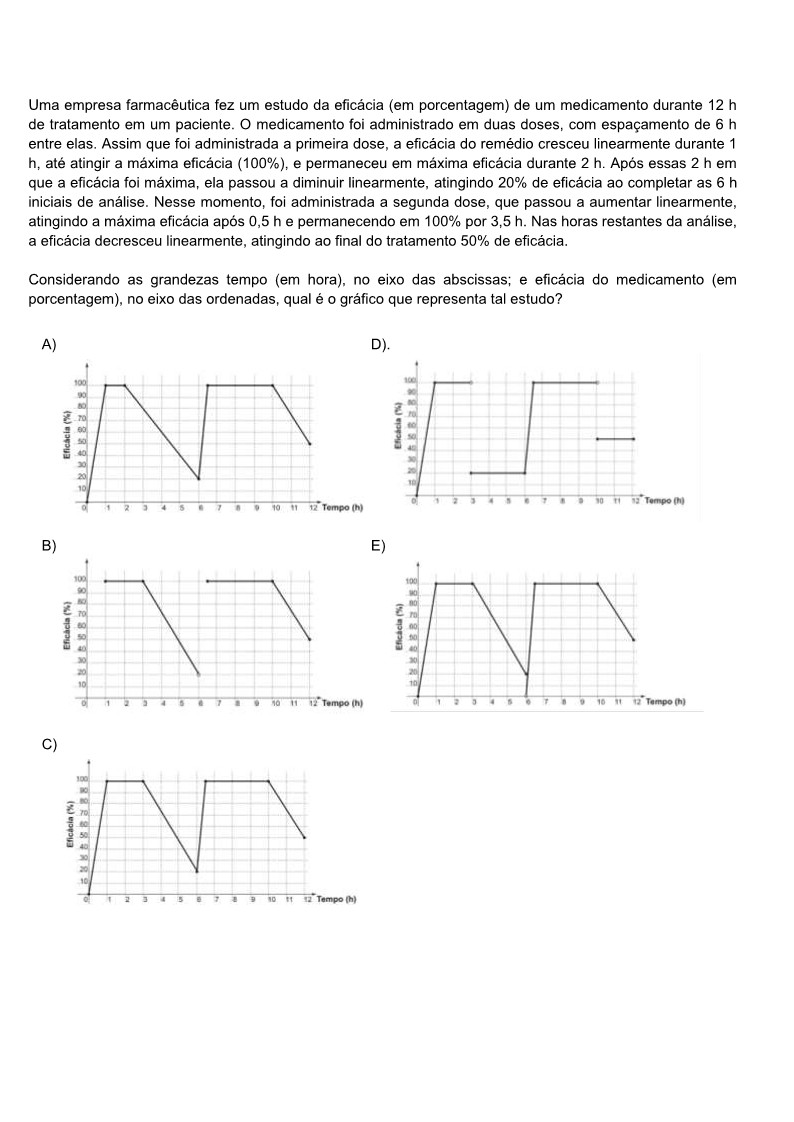 Uma empresa farmacêutica fez um estudo da eficácia (em porcentagem) de um medicamento durante 12 h
de tratamento em um paciente. O medicamento foi administrado em duas doses, com espaçamento de 6 h
entre elas. Assim que foi administrada a primeira dose, a eficácia do remédio cresceu linearmente durante 1
h, até atingir a máxima eficácia (100%), e permaneceu em máxima eficácia durante 2 h. Após essas 2 h em
que a eficácia foi máxima, ela passou a diminuir linearmente, atingindo 20% de eficácia ao completar as 6 h
iniciais de análise. Nesse momento, foi administrada a segunda dose, que passou a aumentar linearmente,
atingindo a máxima eficácia após 0,5 h e permanecendo em 100% por 3,5 h. Nas horas restantes da análise,
a eficácia decresceu linearmente, atingindo ao final do tratamento 50% de eficácia.
Considerando as grandezas tempo (em hora), no eixo das abscissas; e eficácia do medicamento (em
porcentagem), no eixo das ordenadas, qual é o gráfico que representa tal estudo?
A)
Eficácia (%)
100
90
80
70
60
50
40
30
20
10
0 1 2 3 4 5 6 7 8 9 10 11 12 Tempo (h)
D).
Eficácia (%)
100
90
80
70
60
50
40
30
20
10
0 1 2 3 4 5 6 7 8 9 10 11 12 Tempo (h)
B)
Eficácia (%)
100
90
80
70
60
50
40
30
20
10
0 1 2 3 4 5 6 7 8 9 10 11 12 Tempo (h)
E)
Eficácia (%)
100
90
80
70
60
50
40
30
20
10
0 1 2 3 4 5 6 7 8 9 10 11 12 Tempo (h)
C)
Eficácia (%)
100
90
80
70
60
50
40
30
20
10
0 1 2 3 4 5 6 7 8 9 10 11 12 Tempo (h)